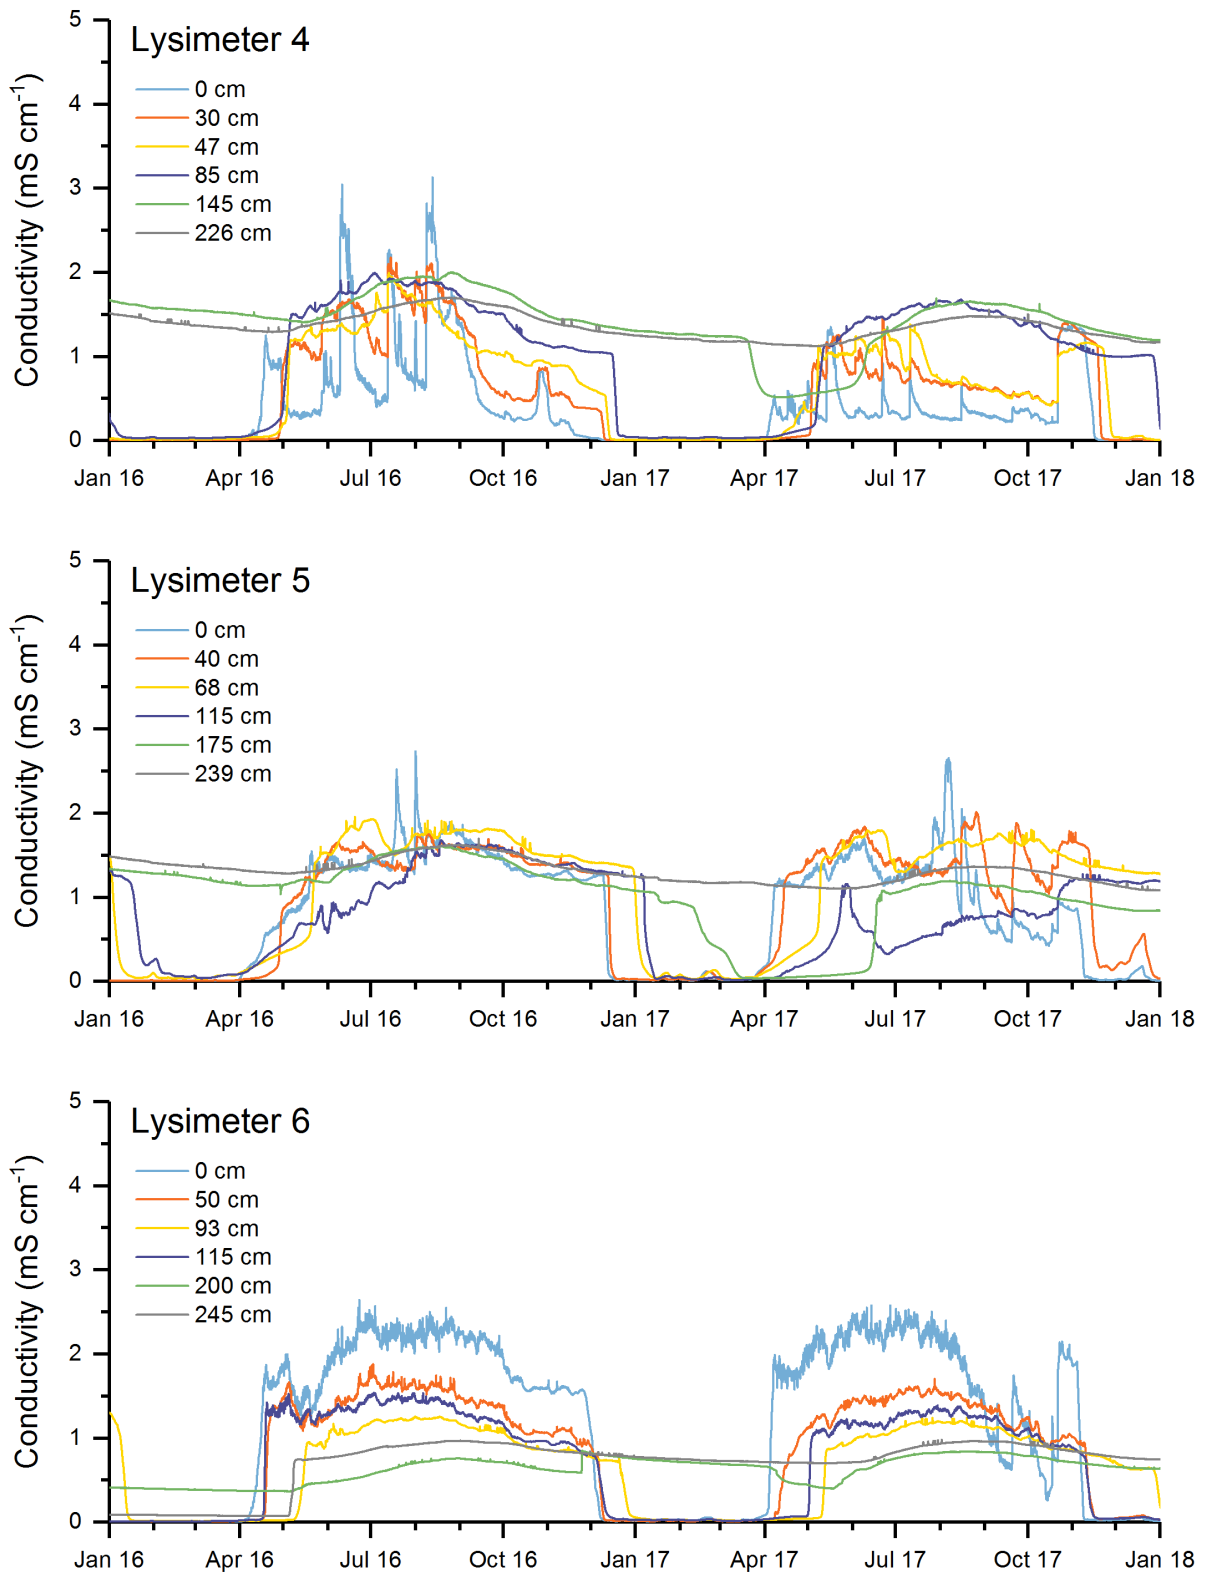 Lysimeter 4
Conductivity (mS cm⁻¹)
5
4
3
2
1
0
0 cm
30 cm
47 cm
85 cm
145 cm
226 cm
Jan 16 Apr 16 Jul 16 Oct 16 Jan 17 Apr 17 Jul 17 Oct 17 Jan 18
Lysimeter 5
Conductivity (mS cm⁻¹)
5
4
3
2
1
0
0 cm
40 cm
68 cm
115 cm
175 cm
239 cm
Jan 16 Apr 16 Jul 16 Oct 16 Jan 17 Apr 17 Jul 17 Oct 17 Jan 18
Lysimeter 6
Conductivity (mS cm⁻¹)
5
4
3
2
1
0
0 cm
50 cm
93 cm
115 cm
200 cm
245 cm
Jan 16 Apr 16 Jul 16 Oct 16 Jan 17 Apr 17 Jul 17 Oct 17 Jan 18